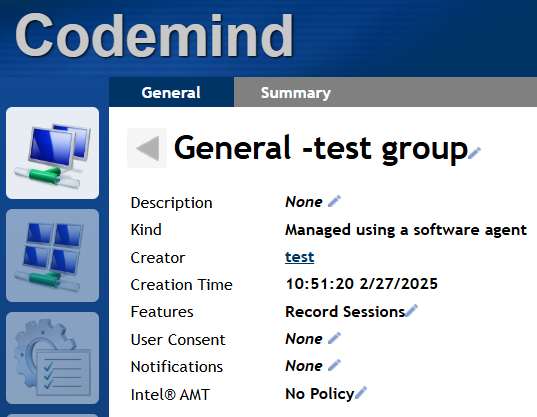 Codemind
General Summary
General -test group
Description None
Kind Managed using a software agent
Creator test
Creation Time 10:51:20 2/27/2025
Features Record Sessions
User Consent None
Notifications None
Intel® AMT No Policy